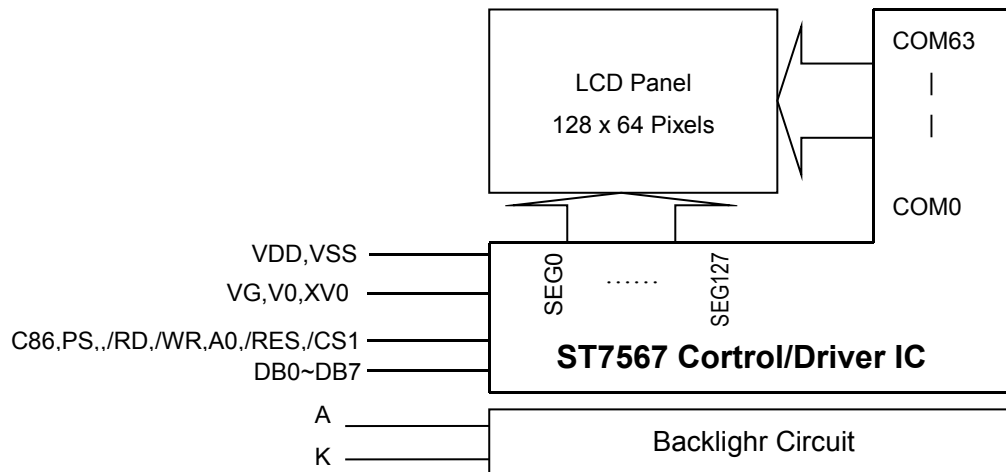 COM63
|
|
COM0
LCD Panel
128 x 64 Pixels
VDD,VSS
VG,V0,XV0
C86,PS,,/RD,/WR,A0,/RES,/CS1
DB0~DB7
SEG0
......
SEG127
ST7567 Cortrol/Driver IC
A
K
Backlighr Circuit